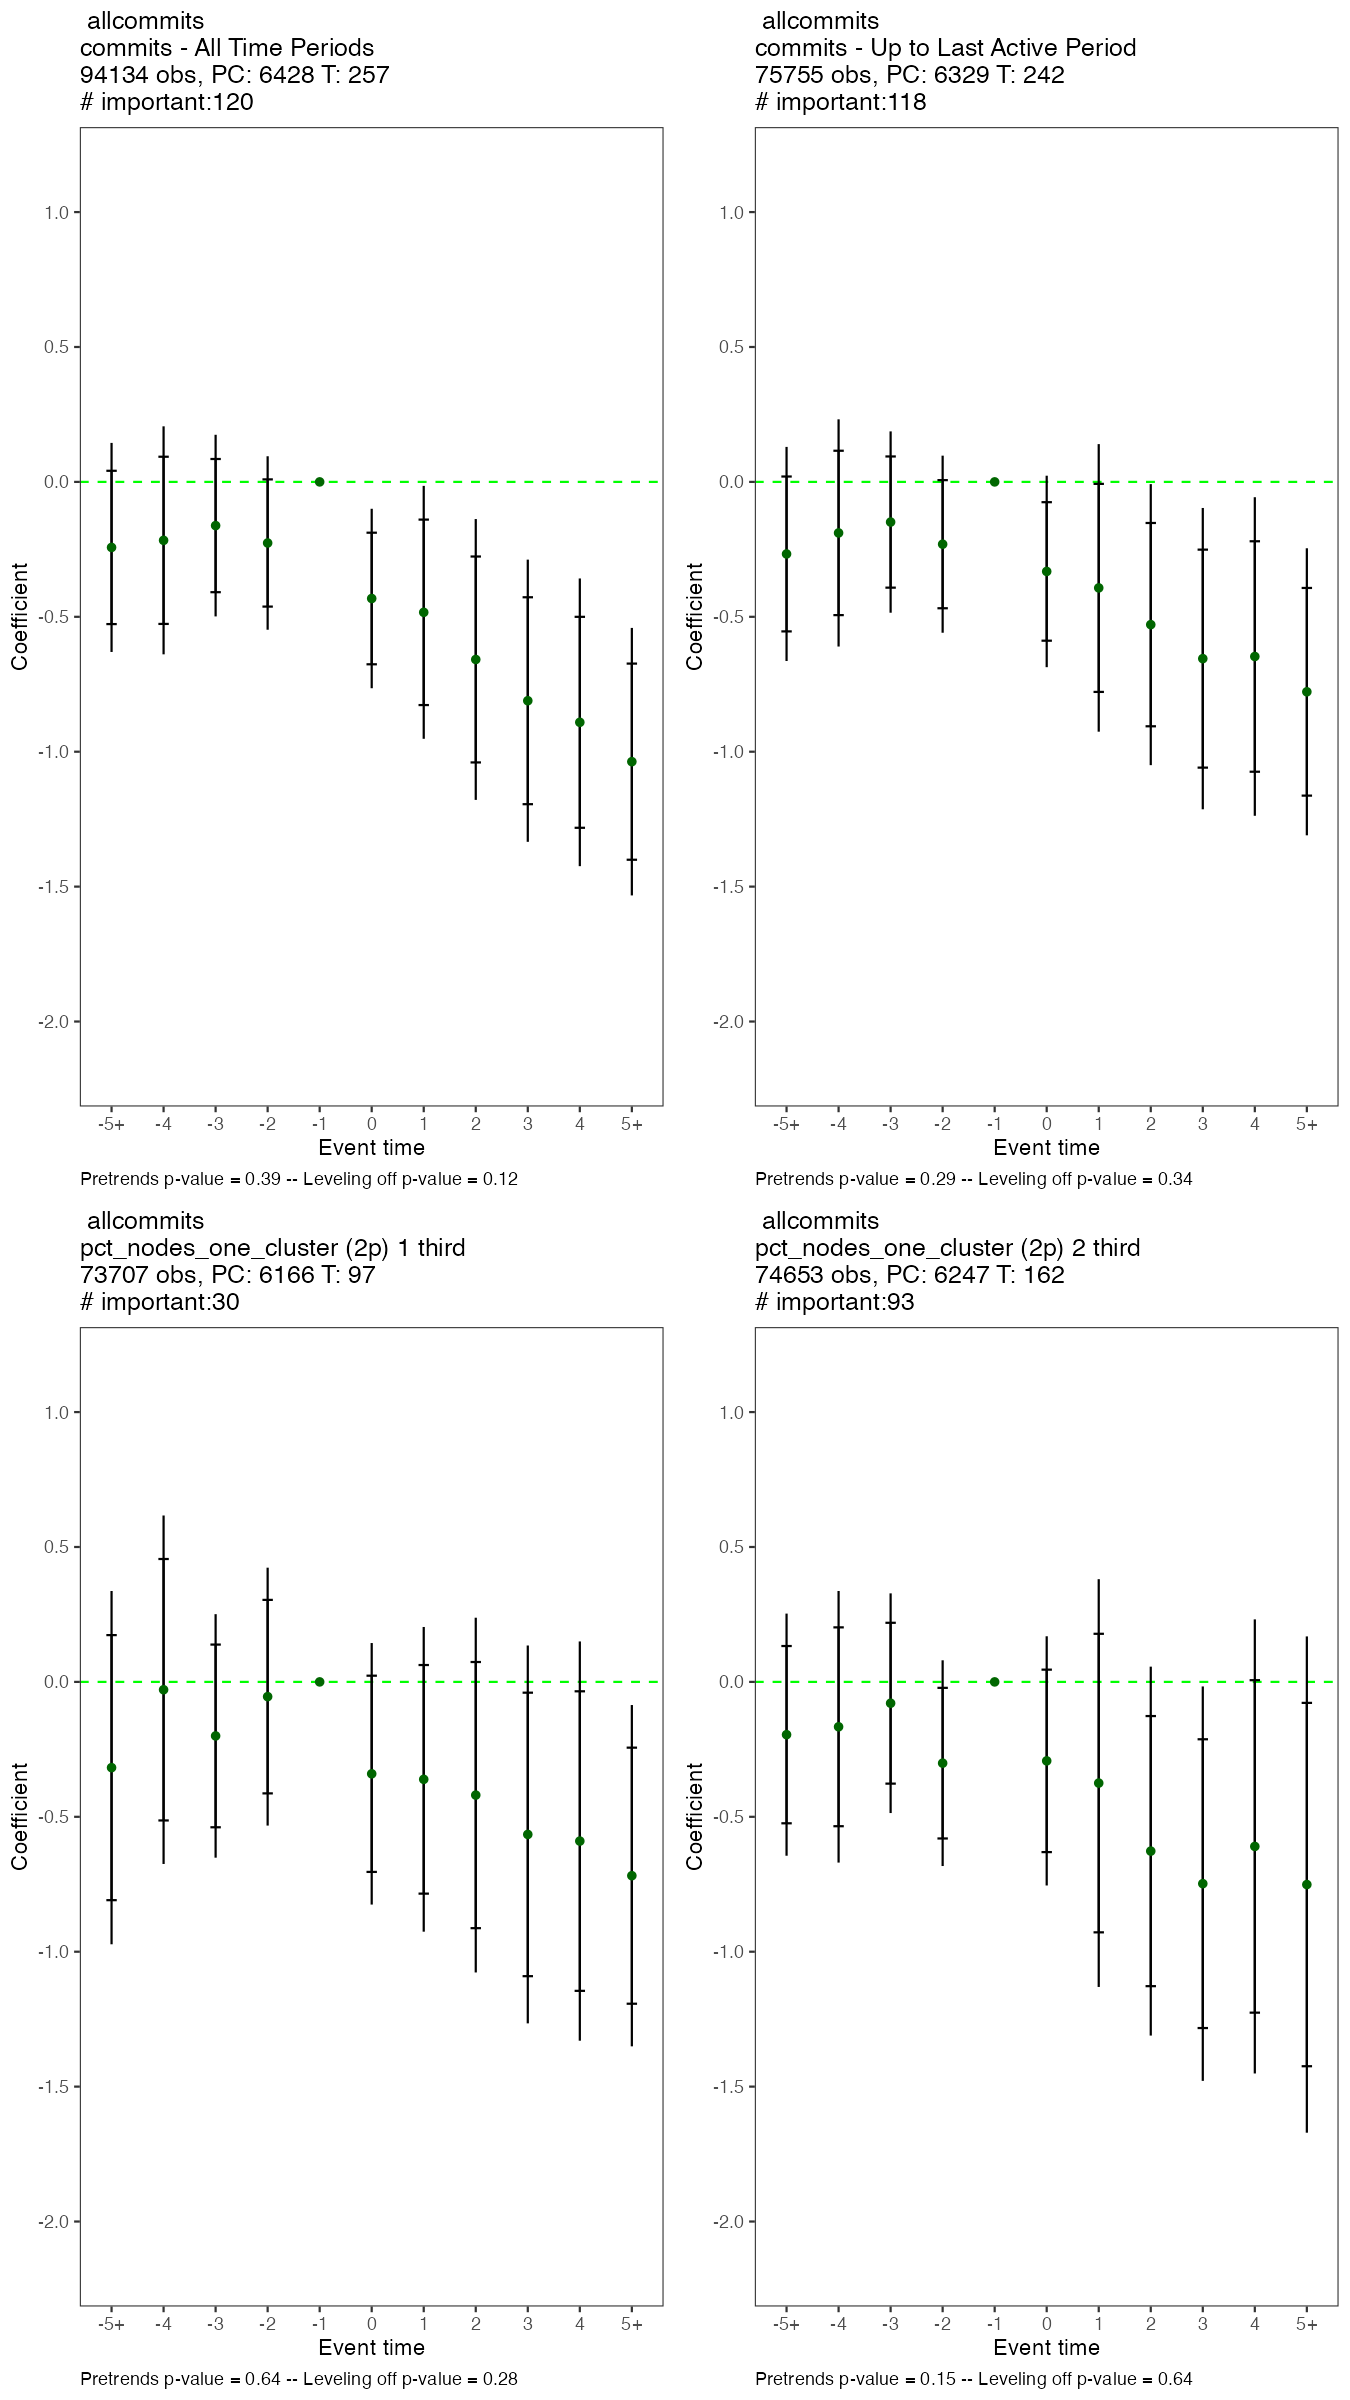 allcommits
commits - All Time Periods
94134 obs, PC: 6428 T: 257
# important:120
1.0
0.5
0.0
-0.5
-1.0
-1.5
-2.0
Coefficient
-5+ -4 -3 -2 -1 0 1 2 3 4 5+
Event time
Pretrends p-value = 0.39 -- Leveling off p-value = 0.12
allcommits
commits - Up to Last Active Period
75755 obs, PC: 6329 T: 242
# important:118
1.0
0.5
0.0
-0.5
-1.0
-1.5
-2.0
Coefficient
-5+ -4 -3 -2 -1 0 1 2 3 4 5+
Event time
Pretrends p-value = 0.29 -- Leveling off p-value = 0.34
allcommits
pct_nodes_one_cluster (2p) 1 third
73707 obs, PC: 6166 T: 97
# important:30
1.0
0.5
0.0
-0.5
-1.0
-1.5
-2.0
Coefficient
-5+ -4 -3 -2 -1 0 1 2 3 4 5+
Event time
Pretrends p-value = 0.64 -- Leveling off p-value = 0.28
allcommits
pct_nodes_one_cluster (2p) 2 third
74653 obs, PC: 6247 T: 162
# important:93
1.0
0.5
0.0
-0.5
-1.0
-1.5
-2.0
Coefficient
-5+ -4 -3 -2 -1 0 1 2 3 4 5+
Event time
Pretrends p-value = 0.15 -- Leveling off p-value = 0.64